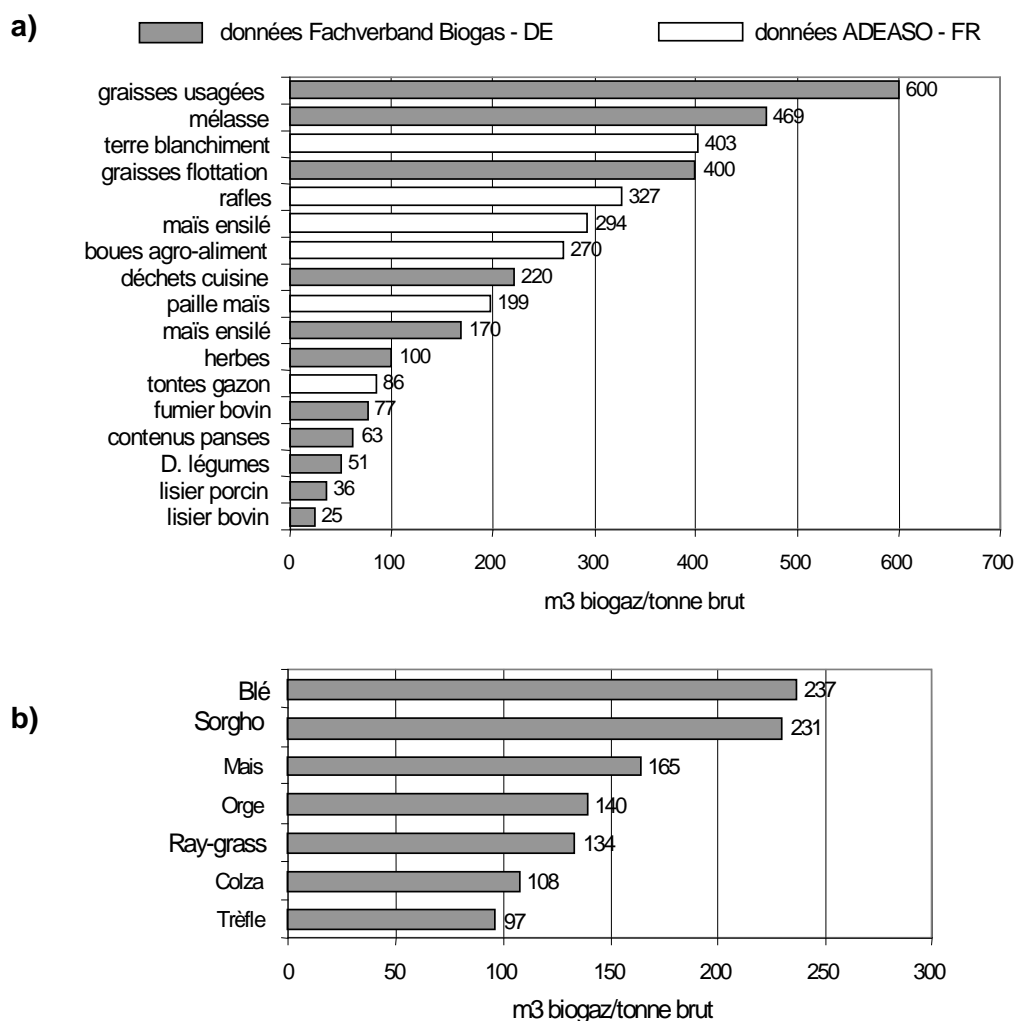 a) données Fachverband Biogas - DE données ADEASO - FR
graisses usagées 600
mélasse 469
terre blanchiment 403
graisses flottation 400
rafles 327
maïs ensilé 294
boues agro-aliment 270
déchets cuisine 220
paille maïs 199
maïs ensilé 170
herbes 100
tontes gazon 86
fumier bovin 77
contenus panses 63
D. légumes 51
lisier porcin 36
lisier bovin 25
0 100 200 300 400 500 600 700
m3 biogaz/tonne brut
b)
Blé 237
Sorgho 231
Mais 165
Orge 140
Ray-grass 134
Colza 108
Trèfle 97
0 50 100 150 200 250 300
m3 biogaz/tonne brut